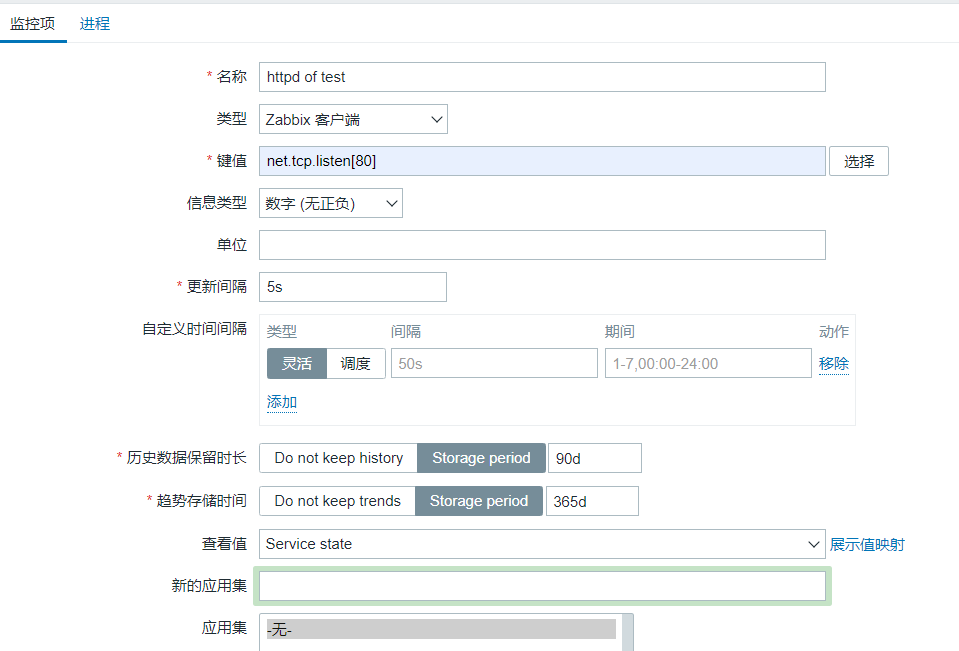 监控项 进程
* 名称 httpd of test
类型 Zabbix 客户端
* 键值 net.tcp.listen[80] 选择
信息类型 数字 (无正负)
单位
* 更新间隔 5s
自定义时间间隔 类型 间隔 期间 动作
灵活 调度 50s 1-7,00:00-24:00 移除
添加
* 历史数据保留时长 Do not keep history Storage period 90d
* 趋势存储时间 Do not keep trends Storage period 365d
查看值 Service state 展示值映射
新的应用集
应用集 -无-